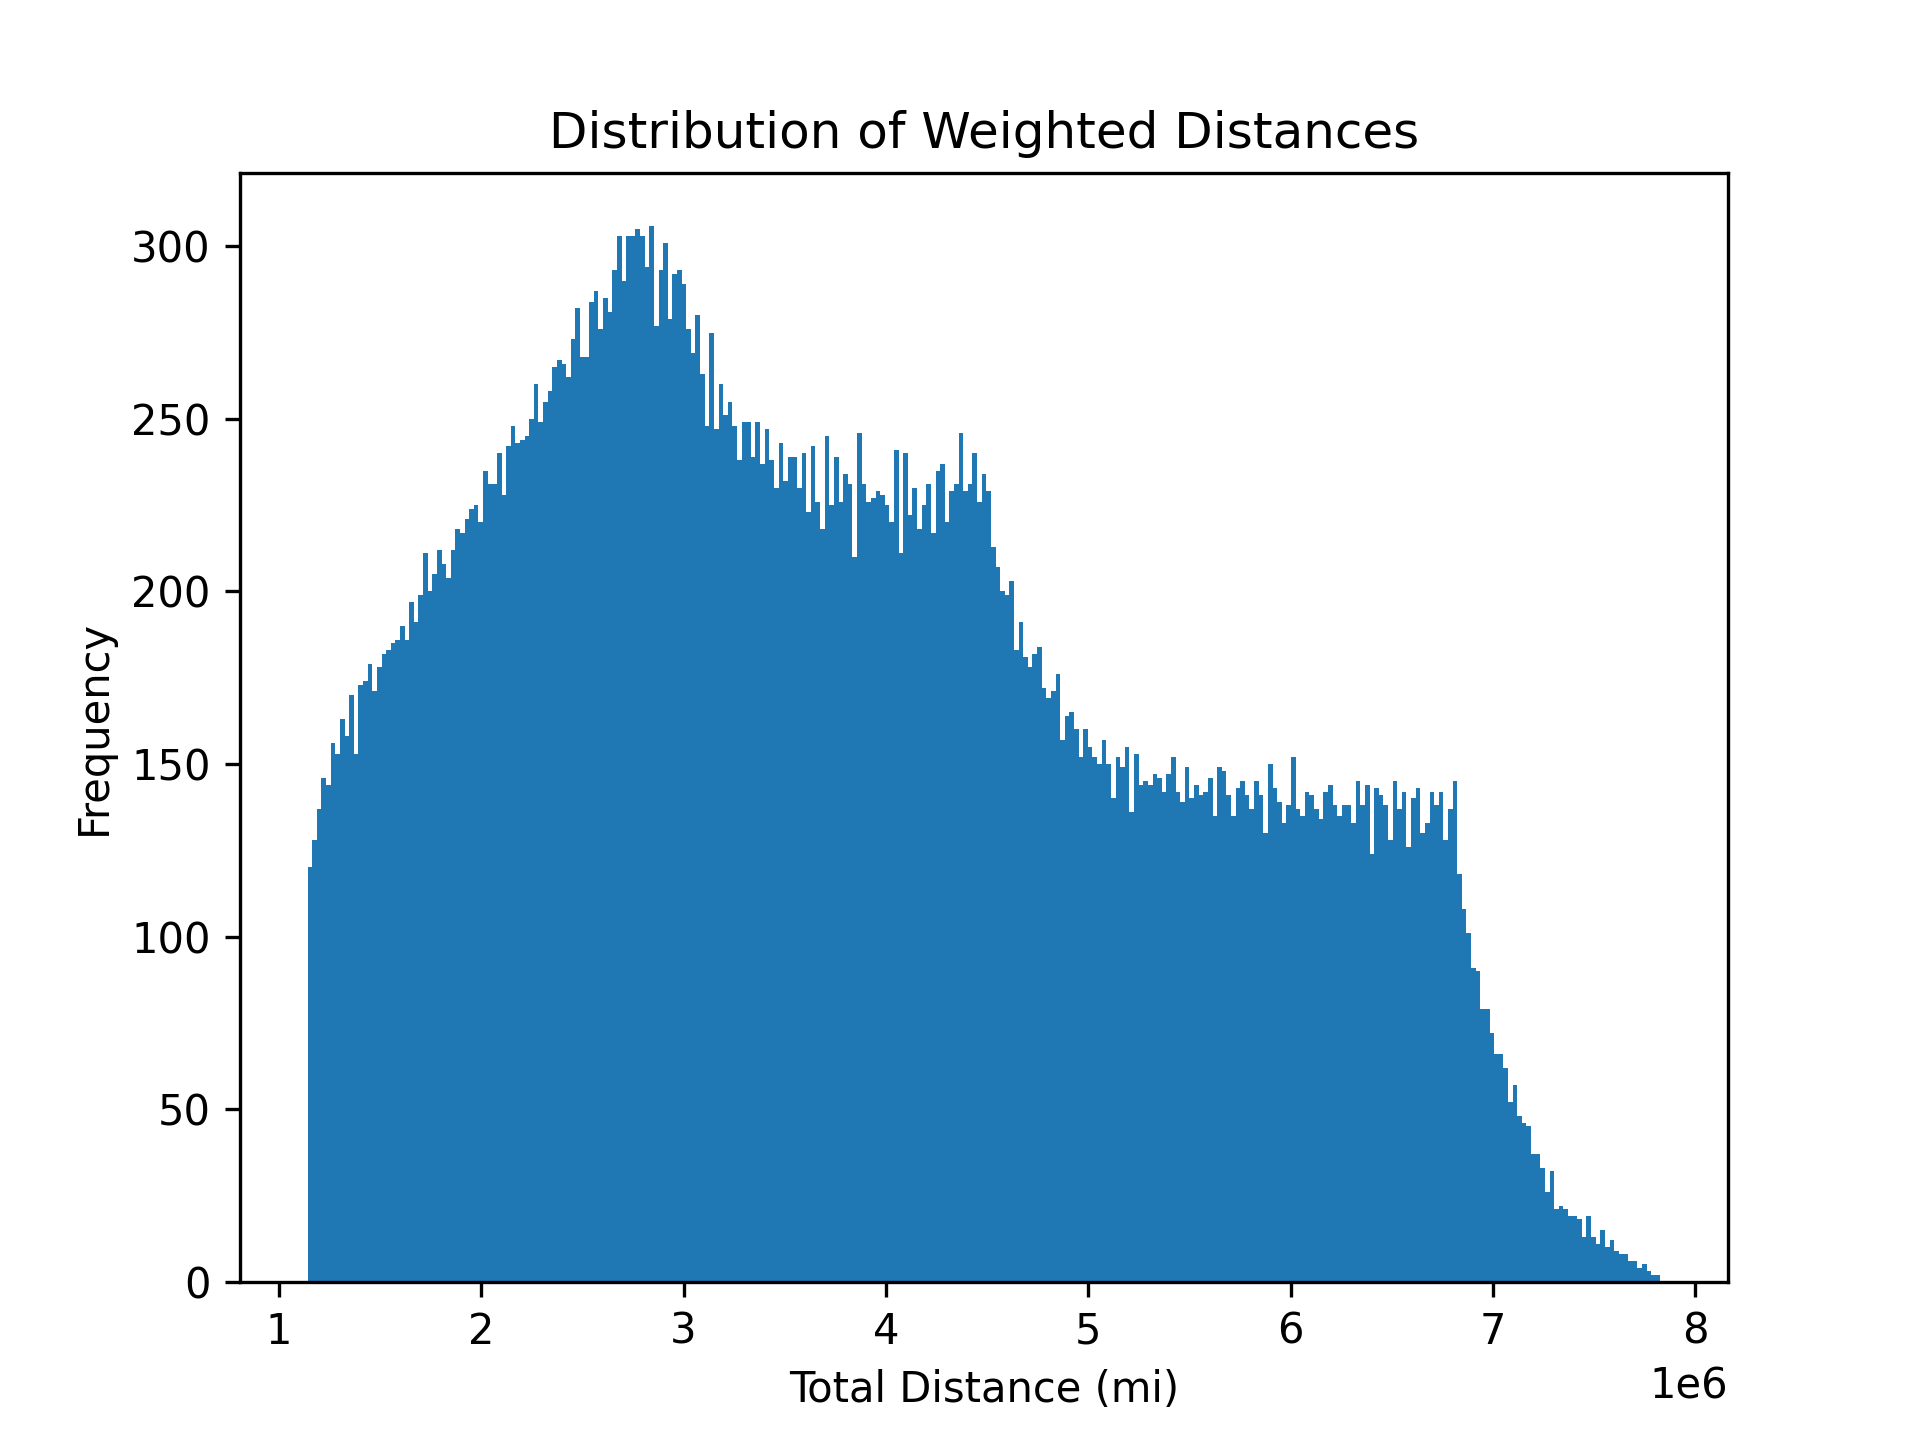 Distribution of Weighted Distances
Frequency
300
250
200
150
100
50
0
1 2 3 4 5 6 7 8
1e6
Total Distance (mi)